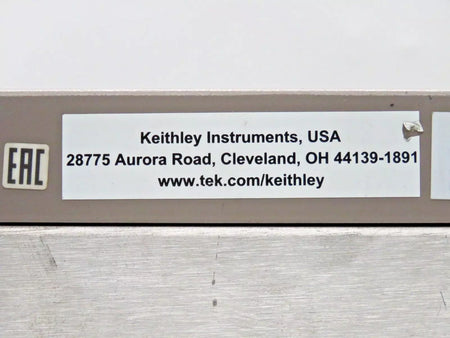 Keithley Instruments, USA
28775 Aurora Road, Cleveland, OH 44139-1891
www.tek.com/keithley
EAC